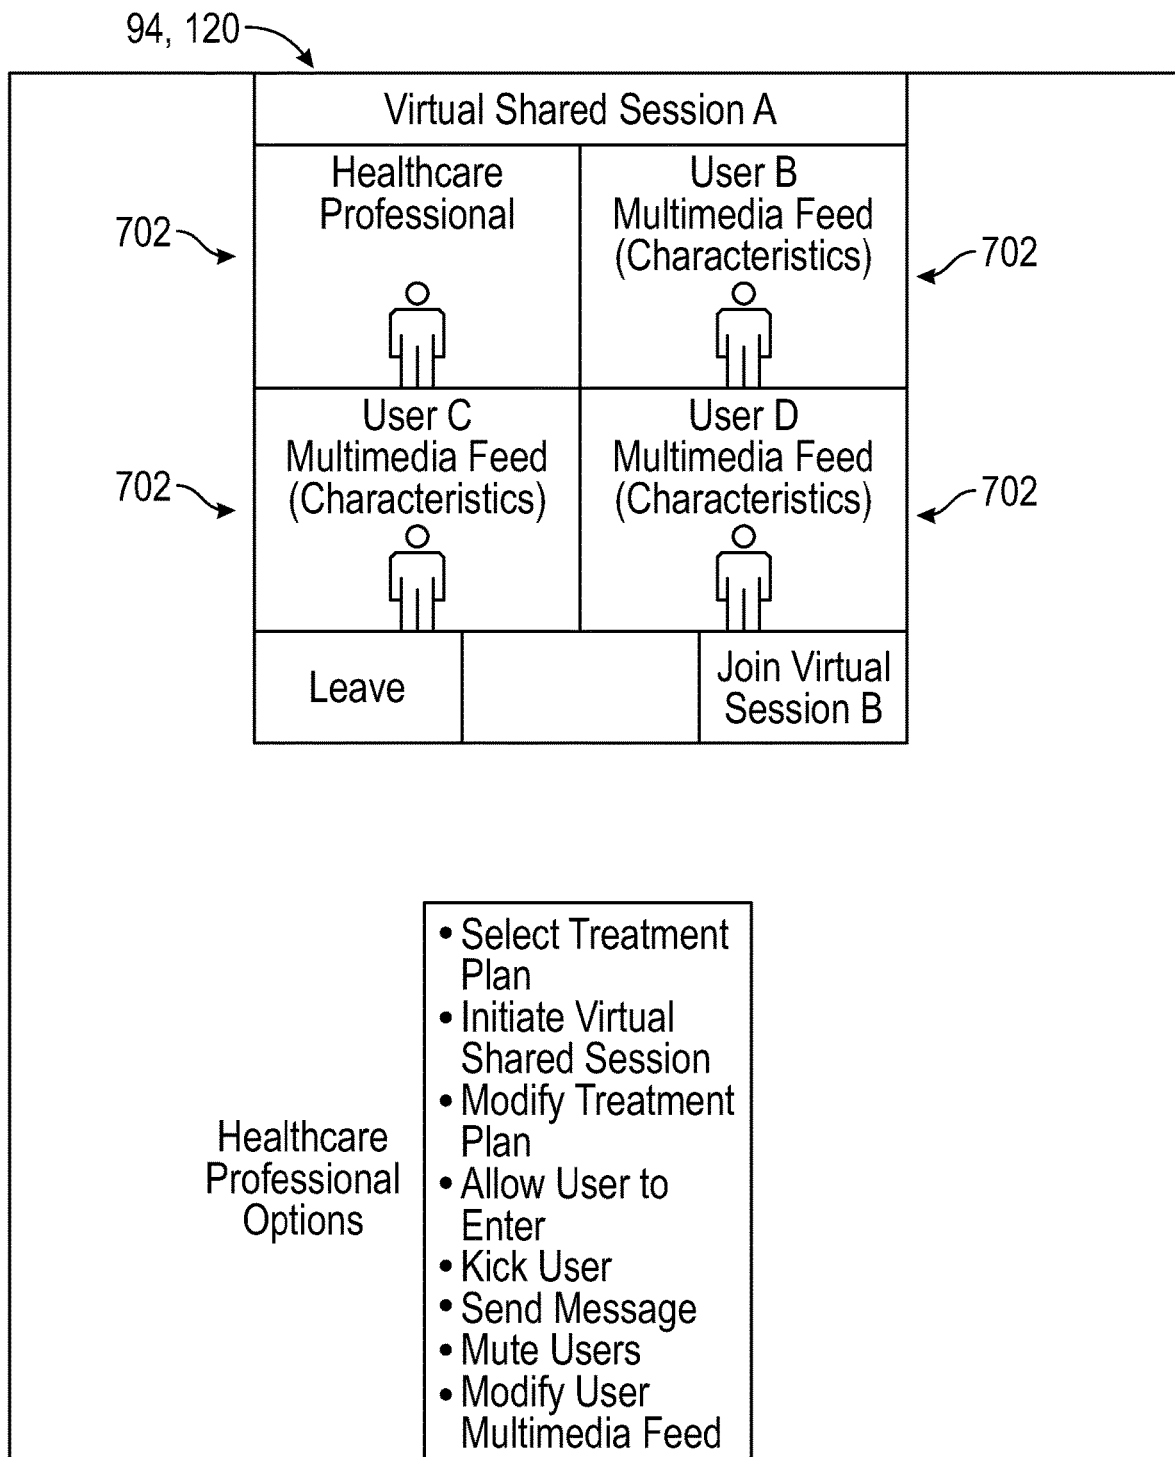 94, 120
Virtual Shared Session A
Healthcare
Professional
User B
Multimedia Feed
(Characteristics)
702
702
User C
Multimedia Feed
(Characteristics)
User D
Multimedia Feed
(Characteristics)
702
702
Leave
Join Virtual
Session B
Healthcare
Professional
Options
• Select Treatment
Plan
• Initiate Virtual
Shared Session
• Modify Treatment
Plan
• Allow User to
Enter
• Kick User
• Send Message
• Mute Users
• Modify User
Multimedia Feed